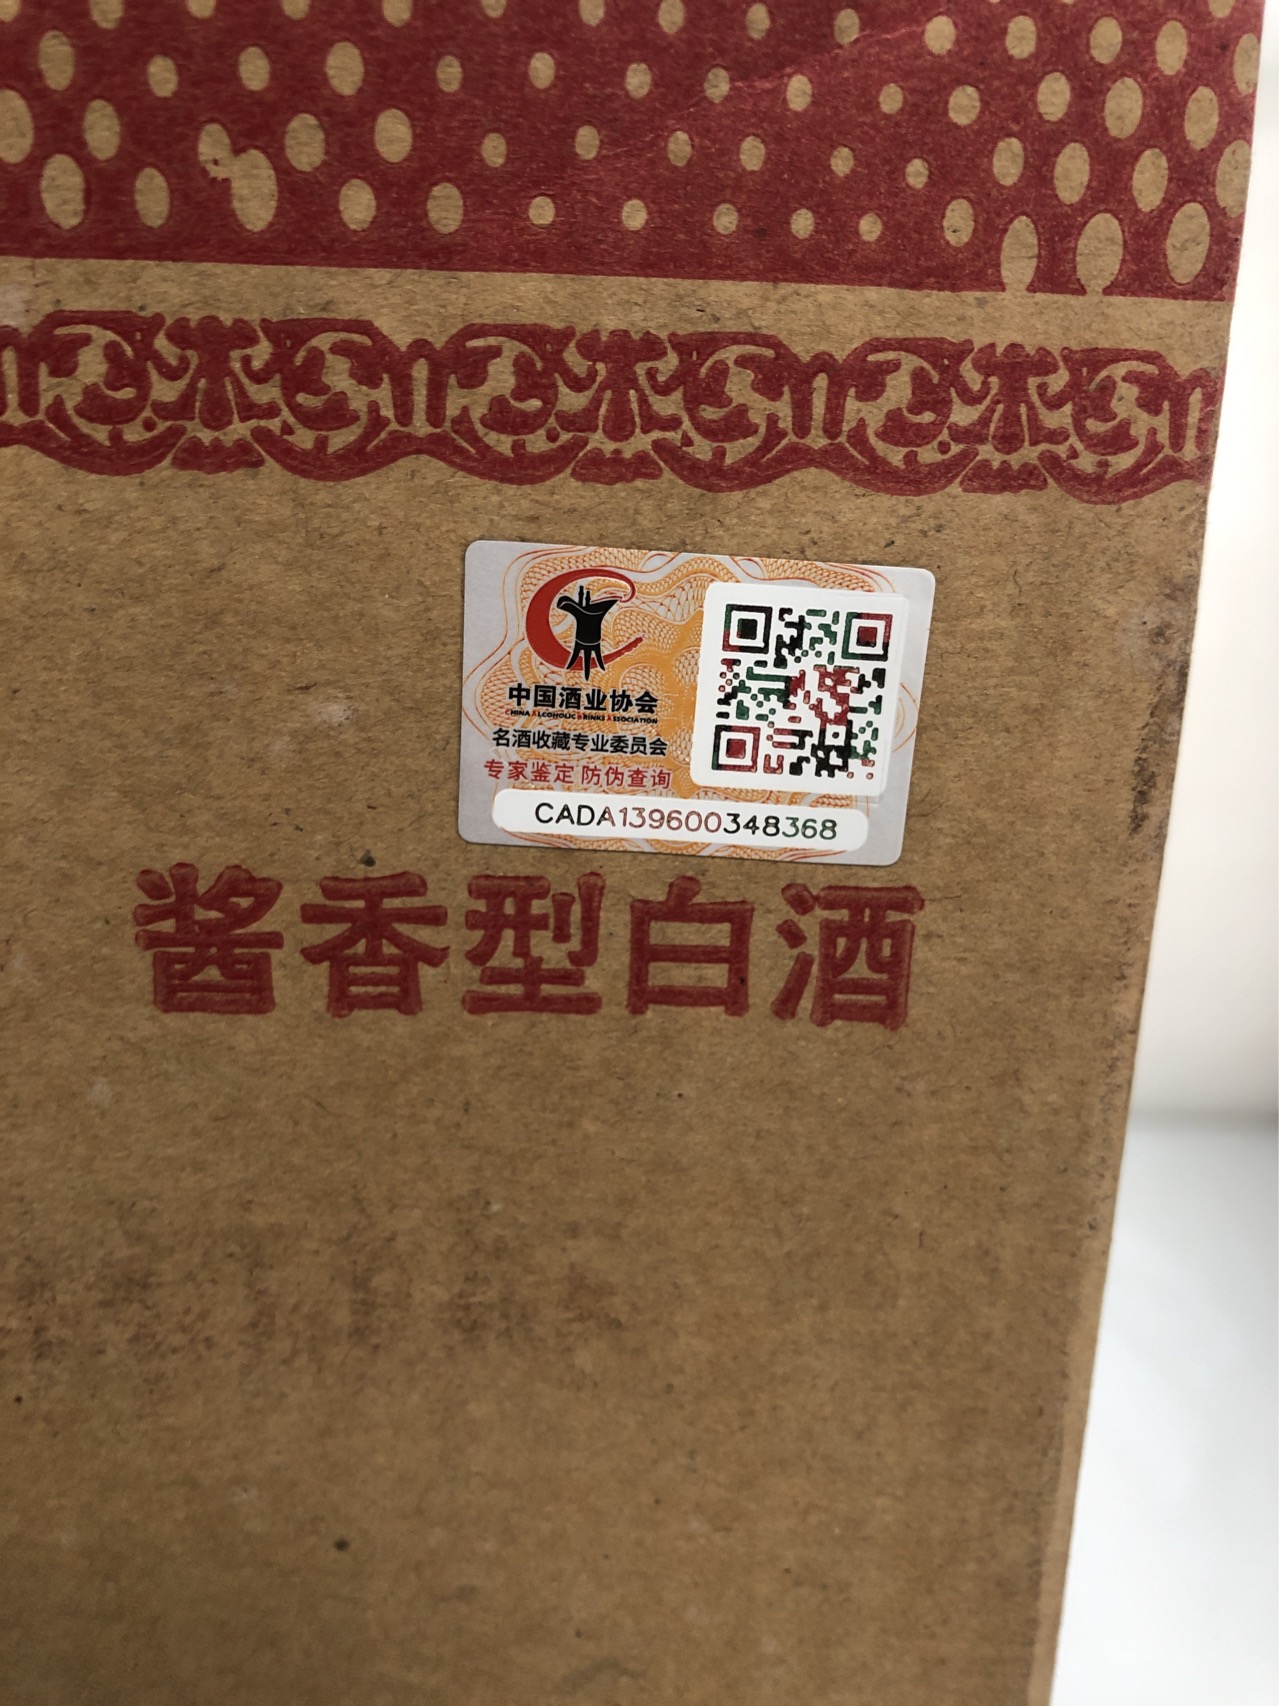 中国酒业协会
CHINA ALCOHOLIC DRINKS ASSOCIATION
名酒收藏专业委员会
专家鉴定 防伪查询
CADA139600348368
酱香型白酒